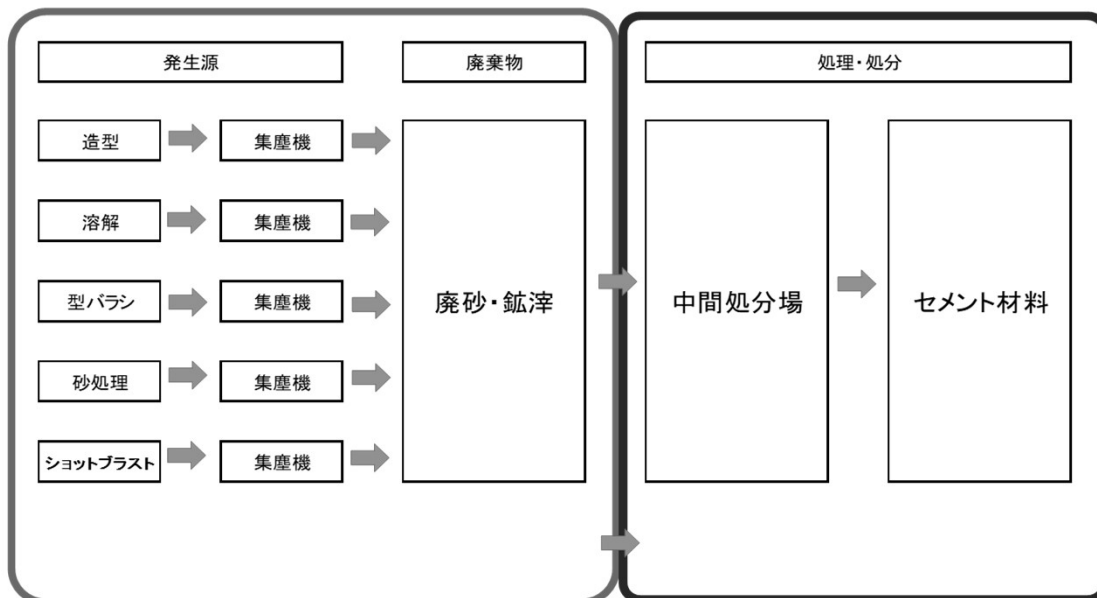 発生源
廃棄物
処理・処分
造型
集塵機
溶解
集塵機
型バラシ
集塵機
砂処理
集塵機
ショットブラスト
集塵機
廃砂・鉱滓
中間処分場
セメント材料